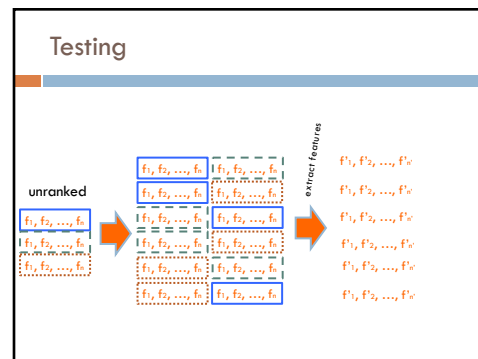 Testing
unranked
f₁, f₂, …, fₙ
f₁, f₂, …, fₙ
f₁, f₂, …, fₙ
f₁, f₂, …, fₙ f₁, f₂, …, fₙ
f₁, f₂, …, fₙ f₁, f₂, …, fₙ
f₁, f₂, …, fₙ f₁, f₂, …, fₙ
f₁, f₂, …, fₙ f₁, f₂, …, fₙ
f₁, f₂, …, fₙ f₁, f₂, …, fₙ
f₁, f₂, …, fₙ f₁, f₂, …, fₙ
extract features
f'₁, f'₂, …, f'ₙ'
f'₁, f'₂, …, f'ₙ'
f'₁, f'₂, …, f'ₙ'
f'₁, f'₂, …, f'ₙ'
f'₁, f'₂, …, f'ₙ'
f'₁, f'₂, …, f'ₙ'